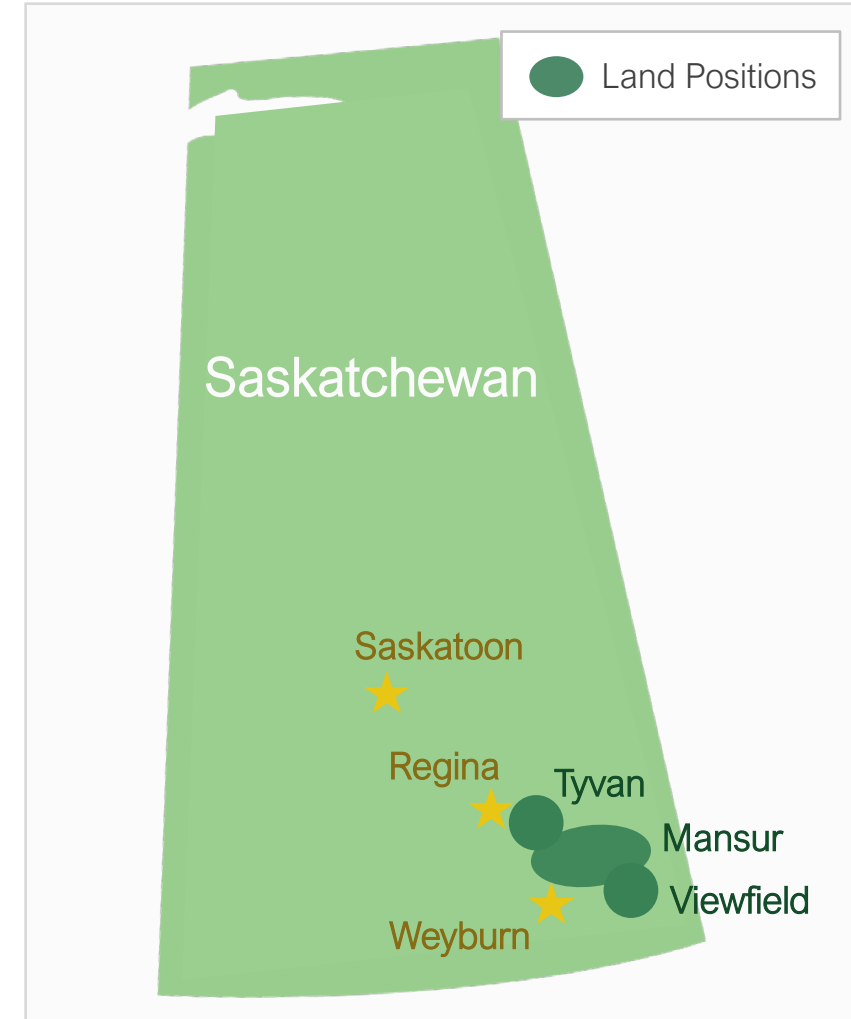 Land Positions
Saskatchewan
Saskatoon
Regina
Tyvan
Mansur
Viewfield
Weyburn